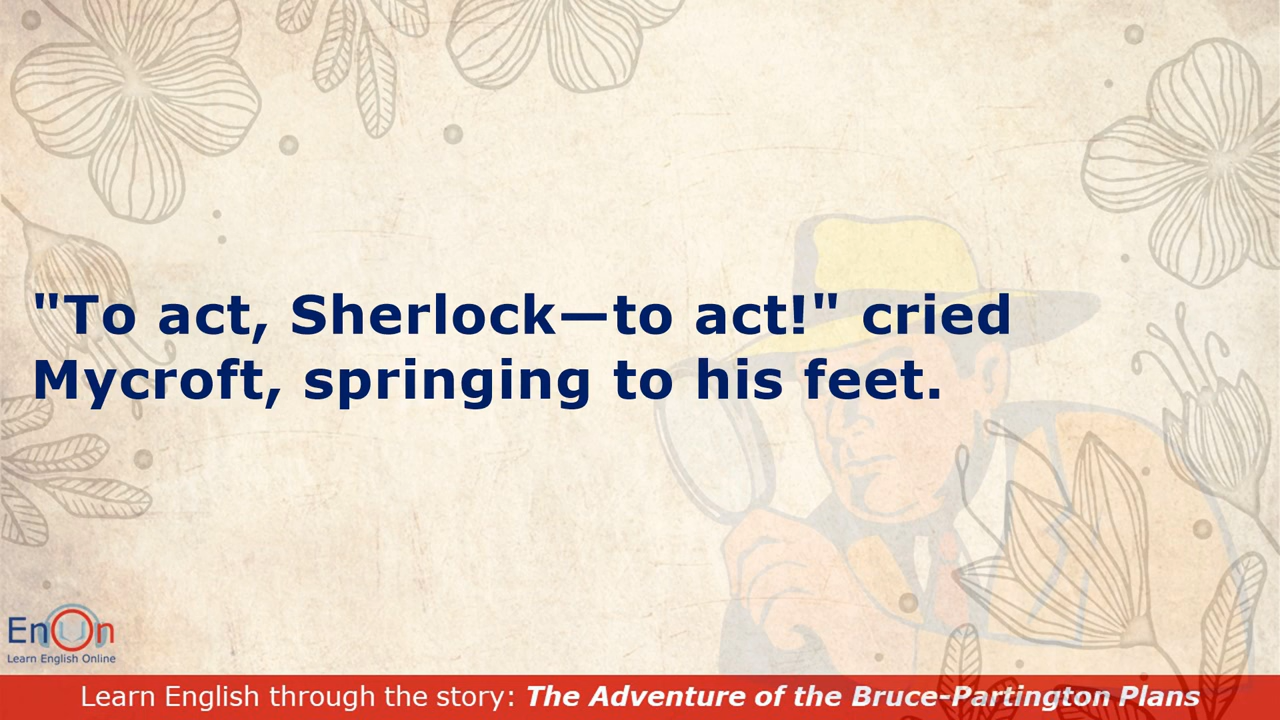 "To act, Sherlock—to act!" cried
Mycroft, springing to his feet.
EnOn
Learn English Online
Learn English through the story: The Adventure of the Bruce-Partington Plans